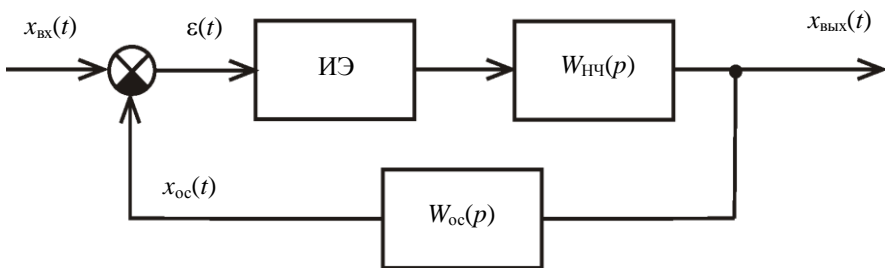 x_вх(t)
ε(t)
ИЭ
W_НЧ(p)
x_вых(t)
x_ос(t)
W_ос(p)